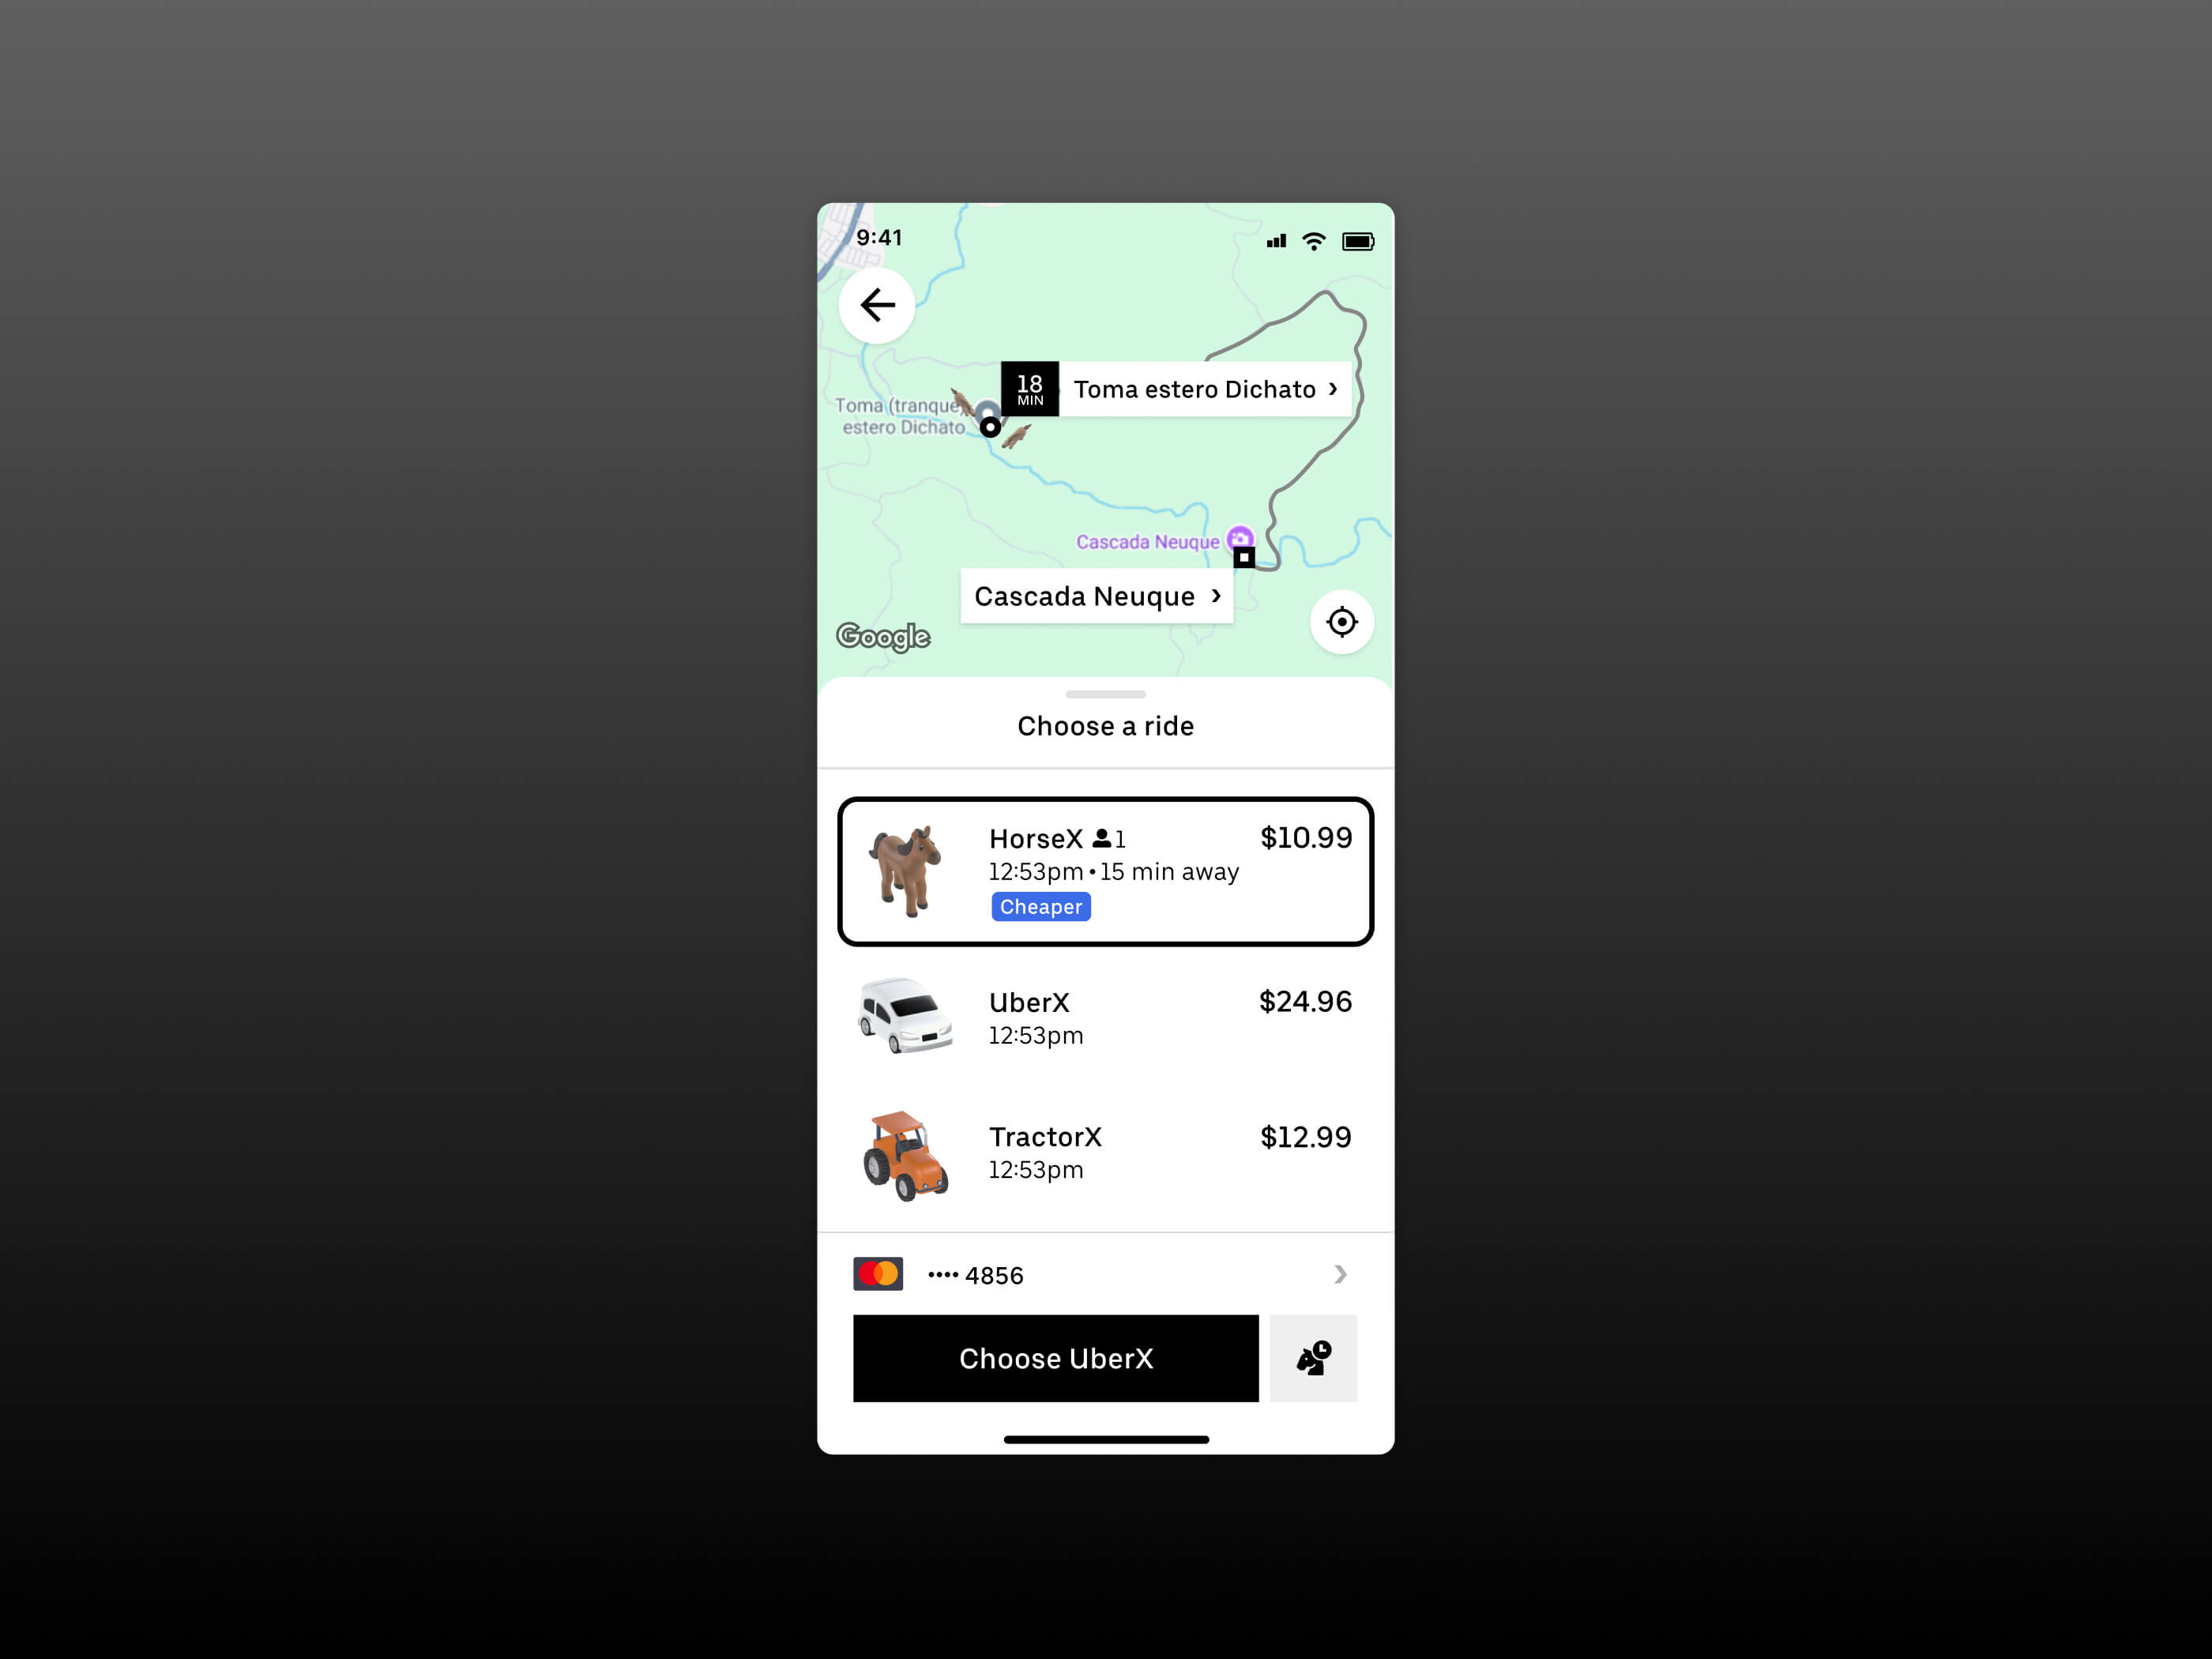 9:41
18
MIN
Toma estero Dichato
Toma (tranque)
estero Dichato
Cascada Neuque
Cascada Neuque
Google
Choose a ride
HorseX 1
$10.99
12:53pm • 15 min away
Cheaper
UberX
$24.96
12:53pm
TractorX
$12.99
12:53pm
•••• 4856
Choose UberX